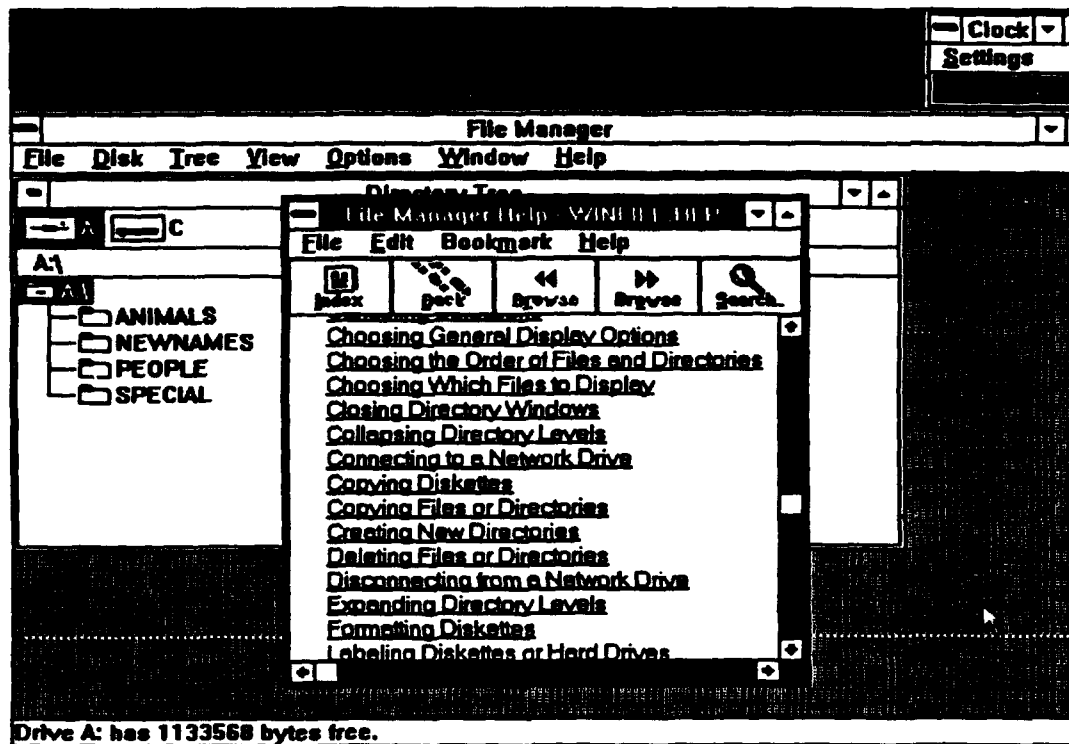 Clock
Settings
File Manager
File Disk Tree View Options Window Help
Directory Tree
A C
File Manager Help - WINFILE.HLP
File Edit Bookmark Help
A:\
Index Back Browse Browse Search
A:\
ANIMALS
NEWNAMES
PEOPLE
SPECIAL
Choosing General Display Options
Choosing the Order of Files and Directories
Choosing Which Files to Display
Closing Directory Windows
Collapsing Directory Levels
Connecting to a Network Drive
Copying Diskettes
Copying Files or Directories
Creating New Directories
Deleting Files or Directories
Disconnecting from a Network Drive
Expanding Directory Levels
Formatting Diskettes
Labeling Diskettes or Hard Drives
Drive A: has 1133568 bytes free.